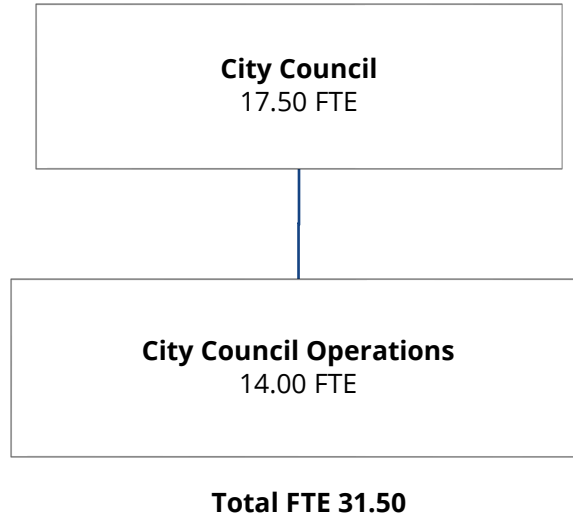 City Council
17.50 FTE
City Council Operations
14.00 FTE
Total FTE 31.50